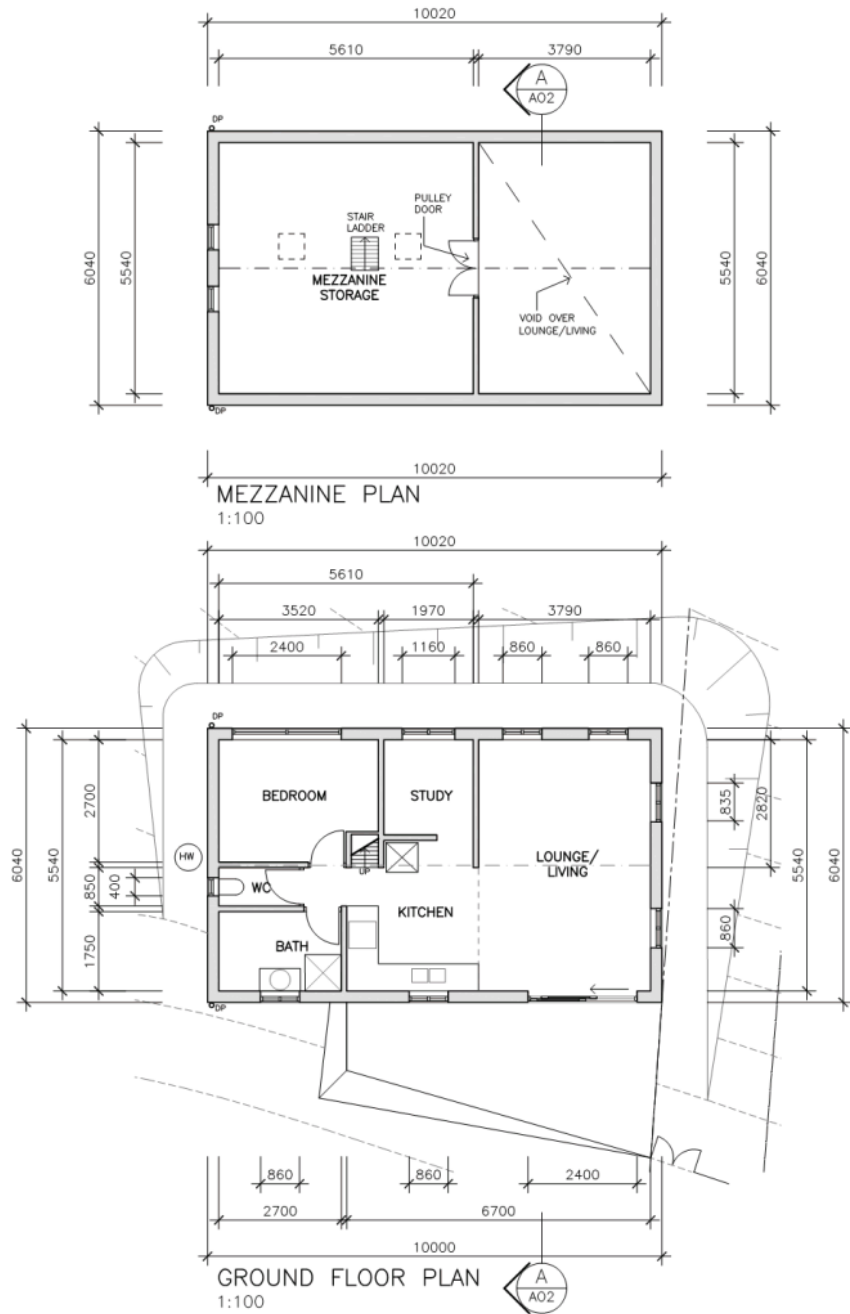 10020
5610 3790
A
A02
DP
6040
5540
STAIR
LADDER
PULLEY
DOOR
MEZZANINE
STORAGE
VOID OVER
LOUNGE/LIVING
5540
6040
DP
10020
MEZZANINE PLAN
1:100
10020
5610
3520 1970 3790
2400 1160 860 860
DP
6040
5540
2700
850
400
1750
BEDROOM
STUDY
LOUNGE/
LIVING
HW
WC
UP
KITCHEN
BATH
835
2820
860
5540
6040
DP
860 860 2400
2700 6700
10000
GROUND FLOOR PLAN
1:100
A
A02